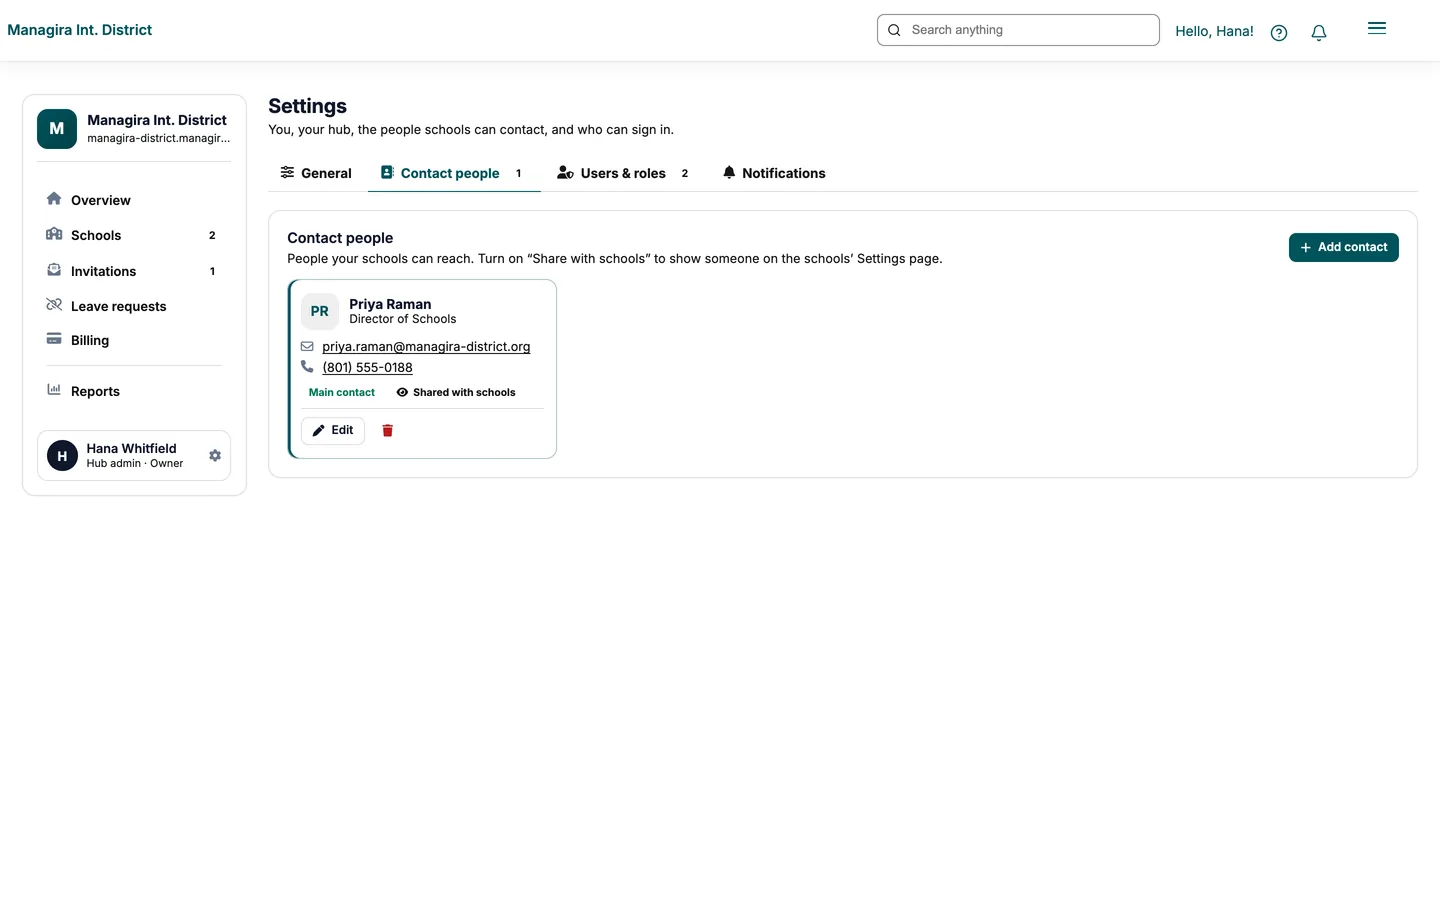 Managira Int. District
Search anything
Hello, Hana!
M
Managira Int. District
managira-district.managir...
Overview
Schools 2
Invitations 1
Leave requests
Billing
Reports
H
Hana Whitfield
Hub admin · Owner
Settings
You, your hub, the people schools can contact, and who can sign in.
General
Contact people 1
Users & roles 2
Notifications
Contact people
People your schools can reach. Turn on “Share with schools” to show someone on the schools’ Settings page.
+ Add contact
PR
Priya Raman
Director of Schools
priya.raman@managira-district.org
(801) 555-0188
Main contact
Shared with schools
Edit